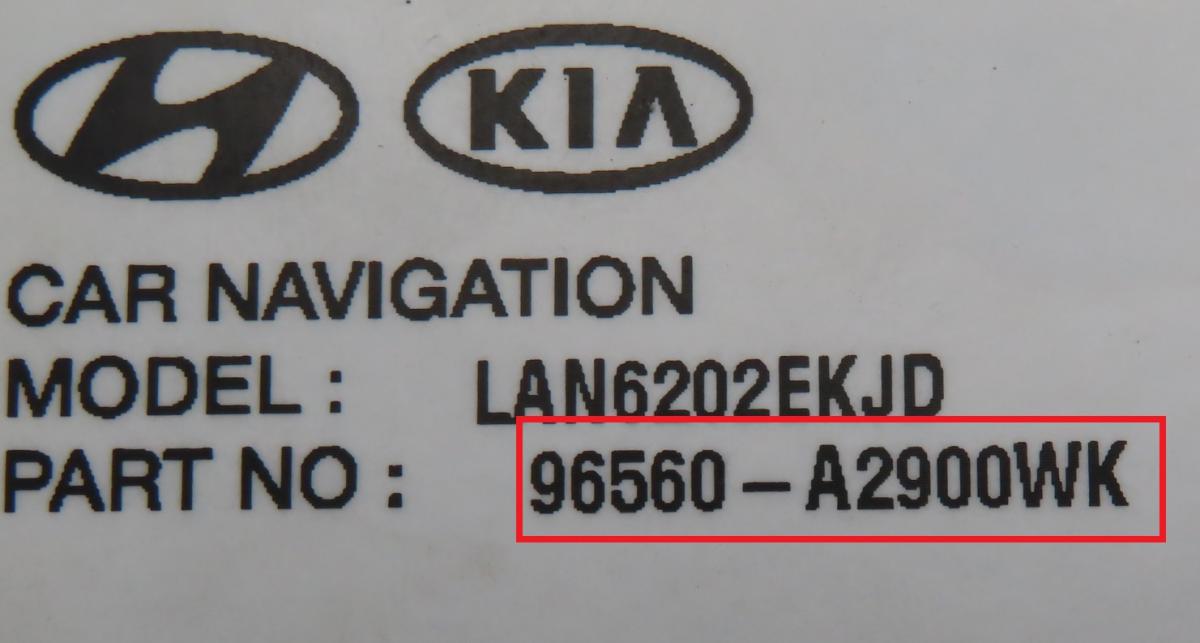 KIA
CAR NAVIGATION
MODEL : LAN6202EKJD
PART NO : 96560-A2900WK